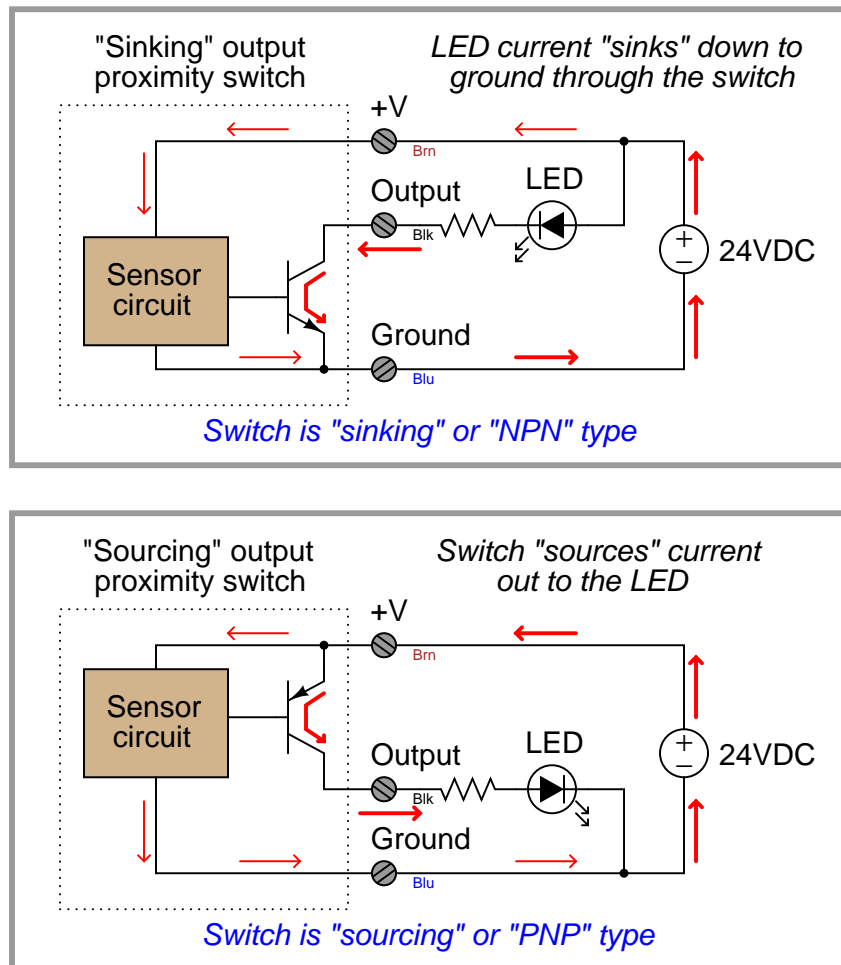 "Sinking" output
proximity switch
LED current "sinks" down to
ground through the switch
+V
Brn
Output
LED
Blk
Sensor
circuit
+
−
24VDC
Ground
Blu
Switch is "sinking" or "NPN" type
"Sourcing" output
proximity switch
Switch "sources" current
out to the LED
+V
Brn
Sensor
circuit
+
−
24VDC
Output
LED
Blk
Ground
Blu
Switch is "sourcing" or "PNP" type